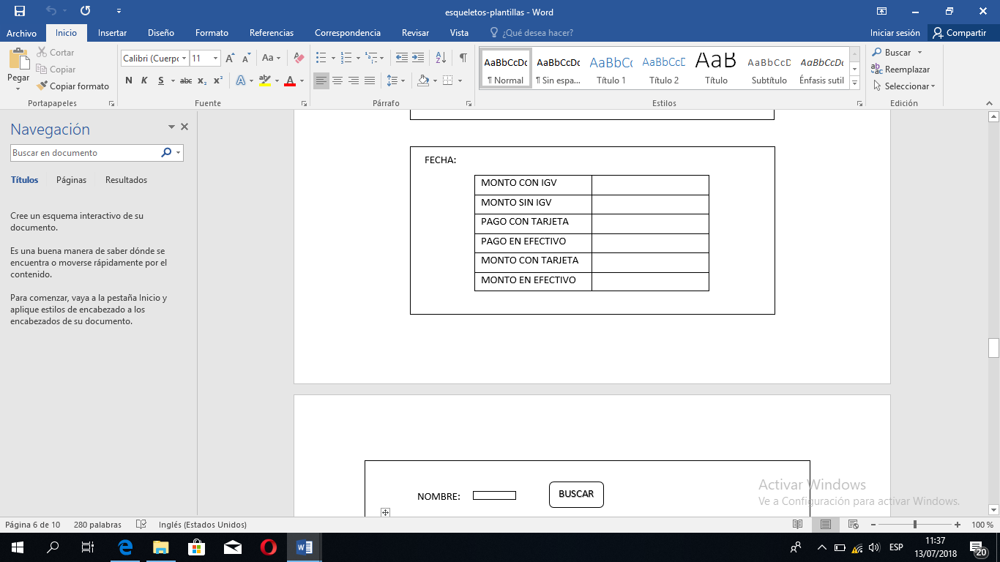 esqueletos-plantillas - Word
Archivo Inicio Insertar Diseño Formato Referencias Correspondencia Revisar Vista ¿Qué desea hacer? Iniciar sesión Compartir
Pegar
Cortar
Copiar
Copiar formato
Portapapeles
Calibri (Cuerpo 11
N K S abc x₂ x²
Fuente
Párrafo
AaBbCcDc AaBbCcDc AaBbCc AaBbCcD AaB AaBbCcD AaBbCcDc
¶ Normal ¶ Sin espa... Título 1 Título 2 Título Subtítulo Énfasis sutil
Estilos
Buscar
Reemplazar
Seleccionar
Edición
Navegación
Buscar en documento
Títulos Páginas Resultados
Cree un esquema interactivo de su
documento.
Es una buena manera de saber dónde se
encuentra o moverse rápidamente por el
contenido.
Para comenzar, vaya a la pestaña Inicio y
aplique estilos de encabezado a los
encabezados de su documento.
FECHA:
MONTO CON IGV
MONTO SIN IGV
PAGO CON TARJETA
PAGO EN EFECTIVO
MONTO CON TARJETA
MONTO EN EFECTIVO
NOMBRE: BUSCAR
Activar Windows
Ve a Configuración para activar Windows.
Página 6 de 10 280 palabras Inglés (Estados Unidos) 100 %
ESP
11:37
13/07/2018
20